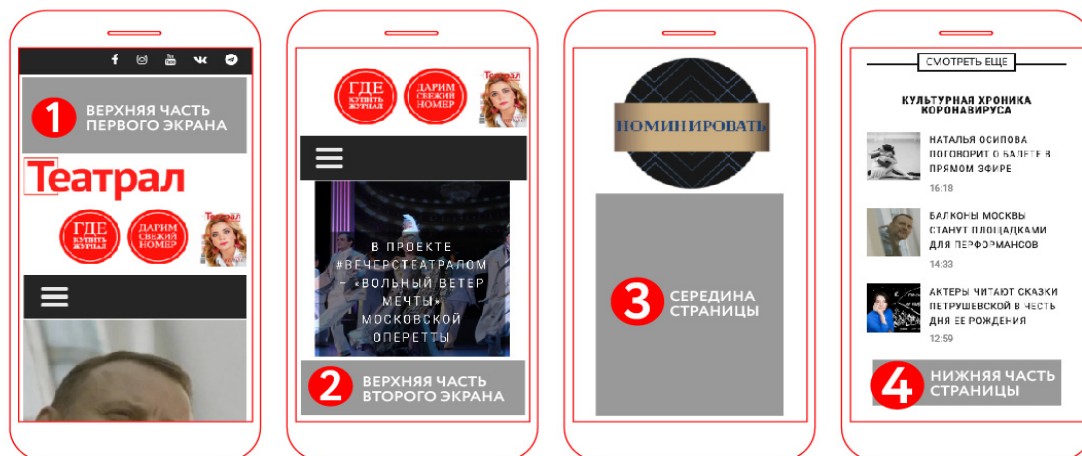 1
ВЕРХНЯЯ ЧАСТЬ
ПЕРВОГО ЭКРАНА
Театрал
ГДЕ
КУПИТЬ
ЖУРНАЛ
ДАРИМ
СВЕЖИЙ
НОМЕР
Театрал
ГДЕ
КУПИТЬ
ЖУРНАЛ
ДАРИМ
СВЕЖИЙ
НОМЕР
Театрал
В ПРОЕКТЕ
#ВЕЧЕРСТЕАТРАЛОМ
– «ВОЛЬНЫЙ ВЕТЕР
МЕЧТЫ»
МОСКОВСКОЙ
ОПЕРЕТТЫ
2
ВЕРХНЯЯ ЧАСТЬ
ВТОРОГО ЭКРАНА
НОМИНИРОВАТЬ
3
СЕРЕДИНА
СТРАНИЦЫ
СМОТРЕТЬ ЕЩЕ
КУЛЬТУРНАЯ ХРОНИКА
КОРОНАВИРУСА
НАТАЛЬЯ ОСИПОВА
ПОГОВОРИТ О БАЛЕТЕ В
ПРЯМОМ ЭФИРЕ
16:18
БАЛКОНЫ МОСКВЫ
СТАНУТ ПЛОЩАДКАМИ
ДЛЯ ПЕРФОРМАНСОВ
14:33
АКТЕРЫ ЧИТАЮТ СКАЗКИ
ПЕТРУШЕВСКОЙ В ЧЕСТЬ
ДНЯ ЕЕ РОЖДЕНИЯ
12:59
4
НИЖНЯЯ ЧАСТЬ
СТРАНИЦЫ